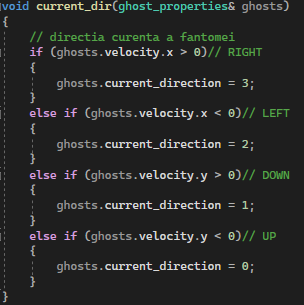 void current_dir(ghost_properties& ghosts)
{
    // directia curenta a fantomei
    if (ghosts.velocity.x > 0)// RIGHT
    {
        ghosts.current_direction = 3;
    }
    else if (ghosts.velocity.x < 0)// LEFT
    {
        ghosts.current_direction = 2;
    }
    else if (ghosts.velocity.y > 0)// DOWN
    {
        ghosts.current_direction = 1;
    }
    else if (ghosts.velocity.y < 0)// UP
    {
        ghosts.current_direction = 0;
    }
}